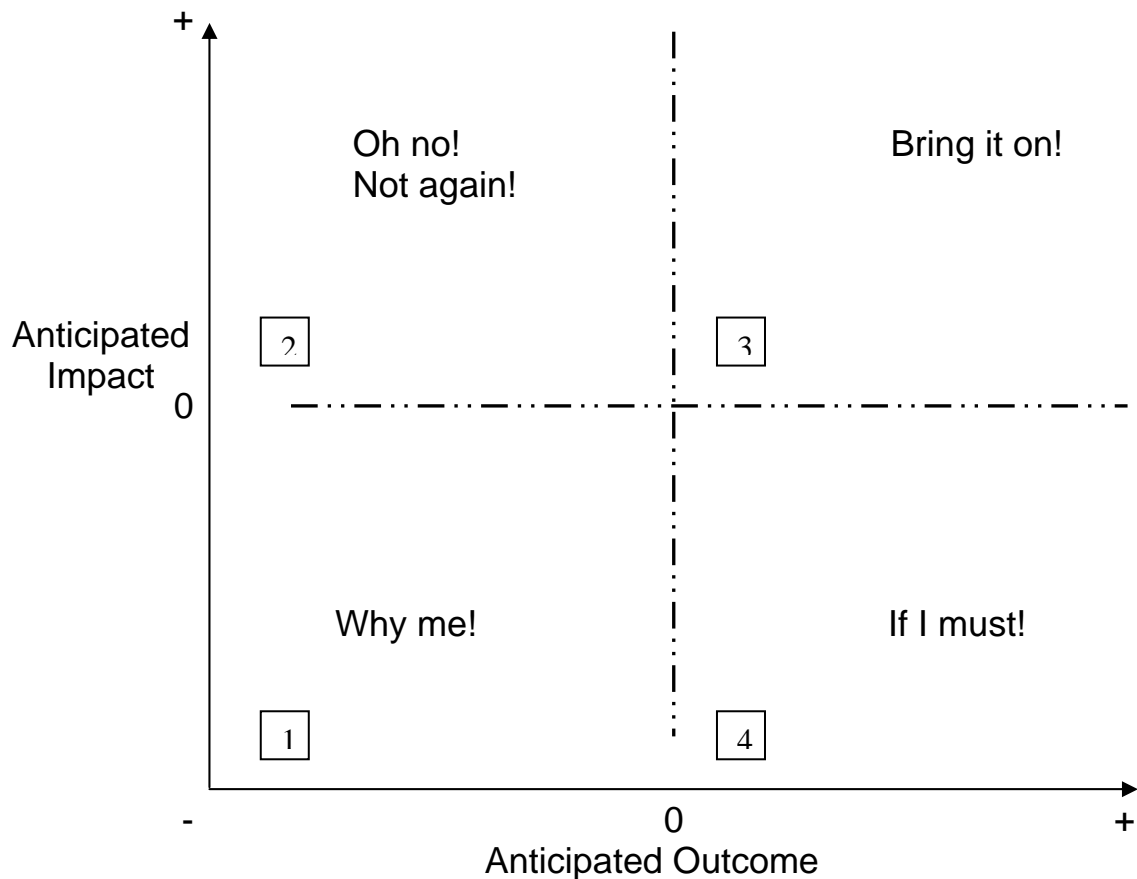 +
Oh no!
Not again!
Bring it on!
Anticipated
Impact
2
3
0
Why me!
If I must!
1
4
-
0
+
Anticipated Outcome